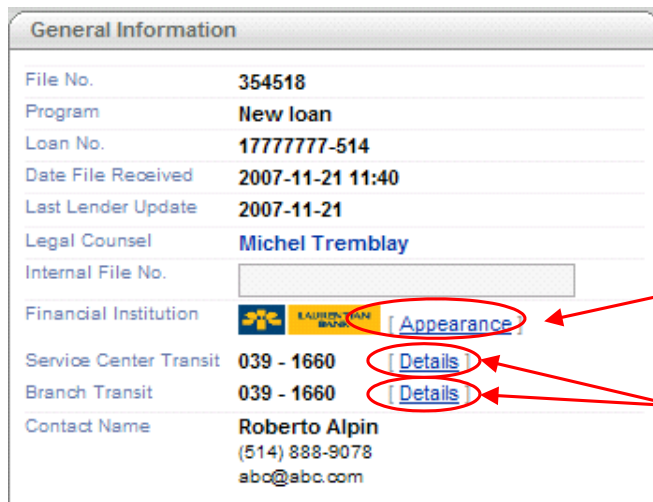 General Information
File No. 354518
Program New loan
Loan No. 17777777-514
Date File Received 2007-11-21 11:40
Last Lender Update 2007-11-21
Legal Counsel Michel Tremblay
Internal File No.
Financial Institution LAURENTIAN BANK [ Appearance ]
Service Center Transit 039 - 1660 [ Details ]
Branch Transit 039 - 1660 [ Details ]
Contact Name Roberto Alpin
(514) 888-9078
abc@abc.com